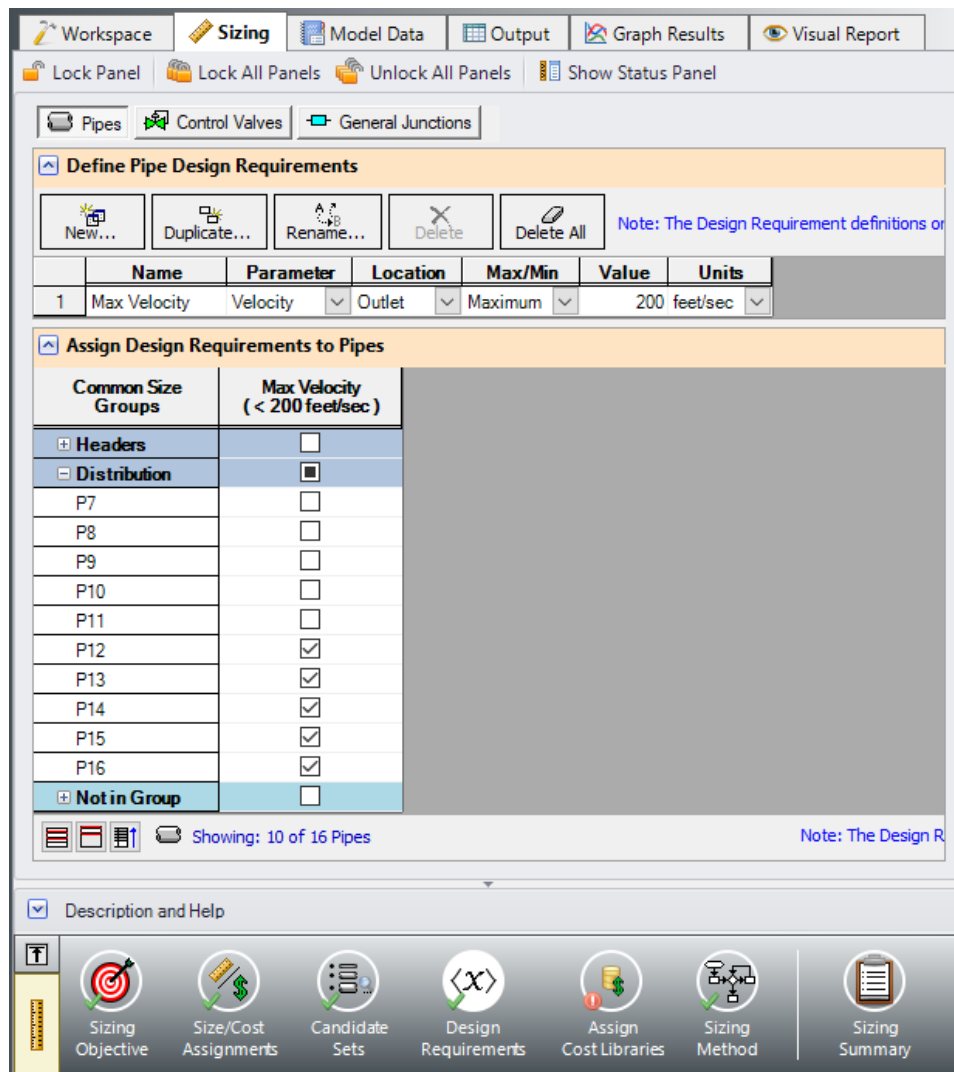 Workspace Sizing Model Data Output Graph Results Visual Report
Lock Panel Lock All Panels Unlock All Panels Show Status Panel
Pipes Control Valves General Junctions
Define Pipe Design Requirements
New... Duplicate... Rename... Delete Delete All Note: The Design Requirement definitions or
Name Parameter Location Max/Min Value Units
1 Max Velocity Velocity Outlet Maximum 200 feet/sec
Assign Design Requirements to Pipes
Common Size Max Velocity
Groups ( < 200 feet/sec )
Headers
Distribution
P7
P8
P9
P10
P11
P12
P13
P14
P15
P16
Not in Group
Showing: 10 of 16 Pipes Note: The Design R
Description and Help
Sizing Size/Cost Candidate Design Assign Sizing Sizing
Objective Assignments Sets Requirements Cost Libraries Method Summary